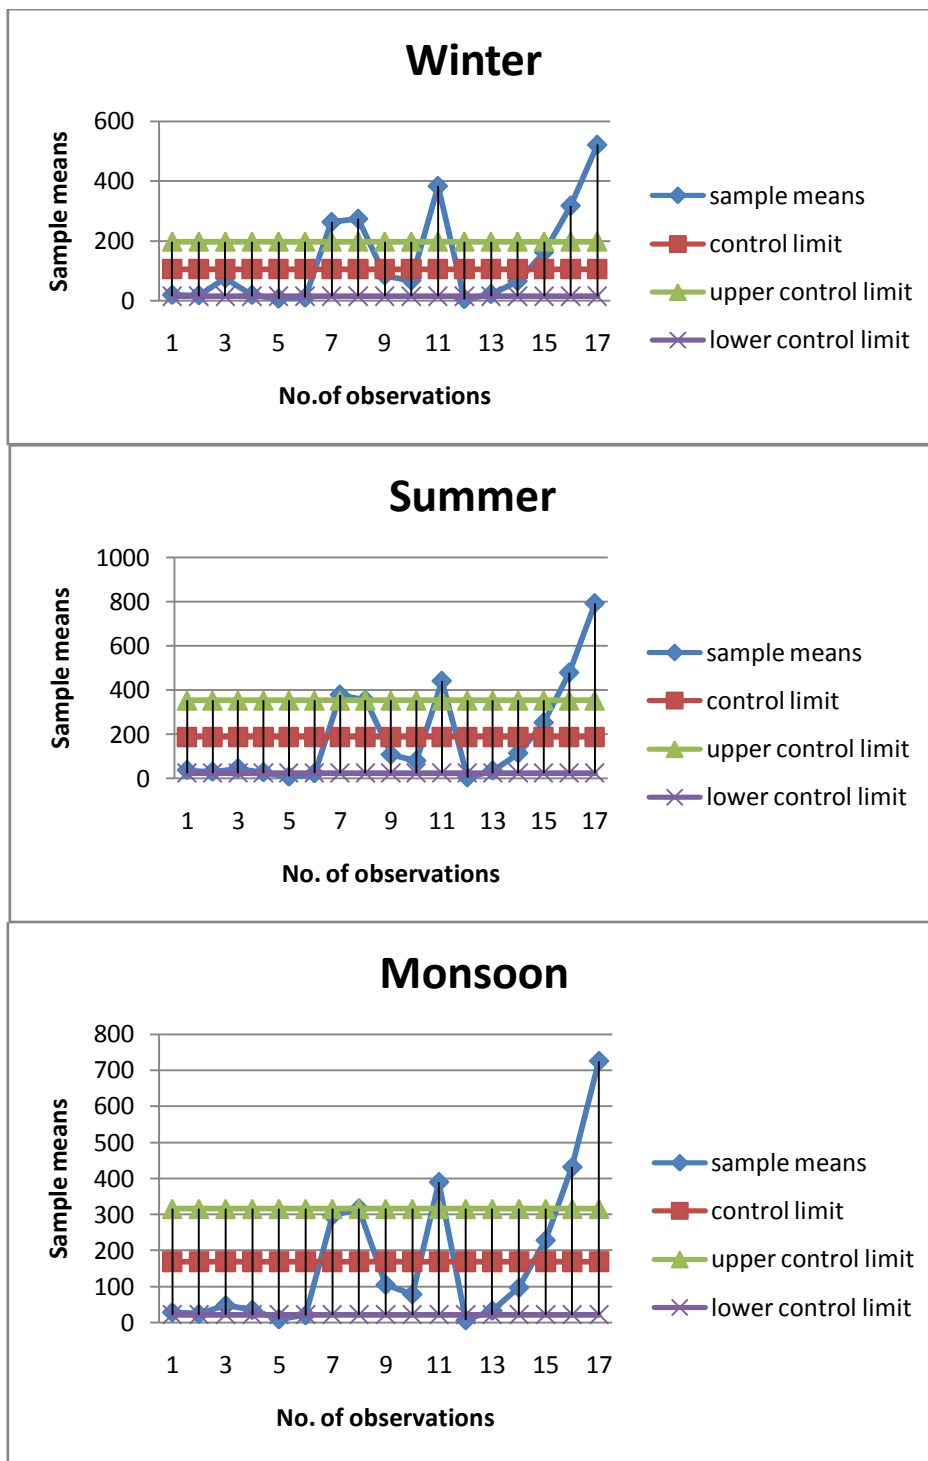 Winter
Sample means
600
400
200
0
1 3 5 7 9 11 13 15 17
No.of observations
sample means
control limit
upper control limit
lower control limit
Summer
Sample means
1000
800
600
400
200
0
1 3 5 7 9 11 13 15 17
No. of observations
sample means
control limit
upper control limit
lower control limit
Monsoon
Sample means
800
700
600
500
400
300
200
100
0
1 3 5 7 9 11 13 15 17
No. of observations
sample means
control limit
upper control limit
lower control limit